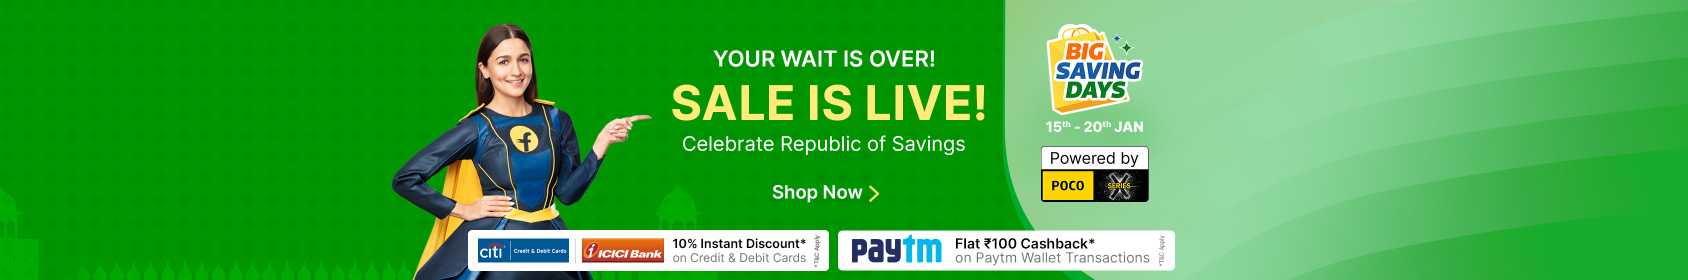 YOUR WAIT IS OVER!
SALE IS LIVE!
Celebrate Republic of Savings
Shop Now
f
BIG
SAVING
DAYS
15th - 20th JAN
Powered by
POCO
X SERIES
citi Credit & Debit Cards
ICICI Bank
10% Instant Discount*
on Credit & Debit Cards
*T&C Apply
paytm
Flat ₹100 Cashback*
on Paytm Wallet Transactions
*T&C Apply